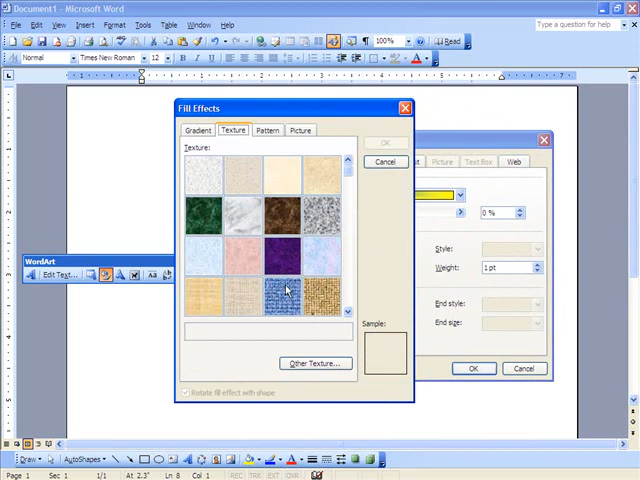 Document1 - Microsoft Word
File Edit View Insert Format Tools Table Window Help
Type a question for help
100%
Read
Normal
Times New Roman
12
Fill Effects
Gradient
Texture
Pattern
Picture
Texture:
OK
Cancel
Other Texture...
Sample:
Rotate fill effect with shape
Picture
Text Box
Web
0 %
Style:
Weight:
1 pt
End style:
End size:
OK
Cancel
WordArt
Edit Text...
Draw
AutoShapes
Page 1
Sec 1
1/1
At 2.3"
Ln 8
Col 1
REC
TRK
EXT
OVR